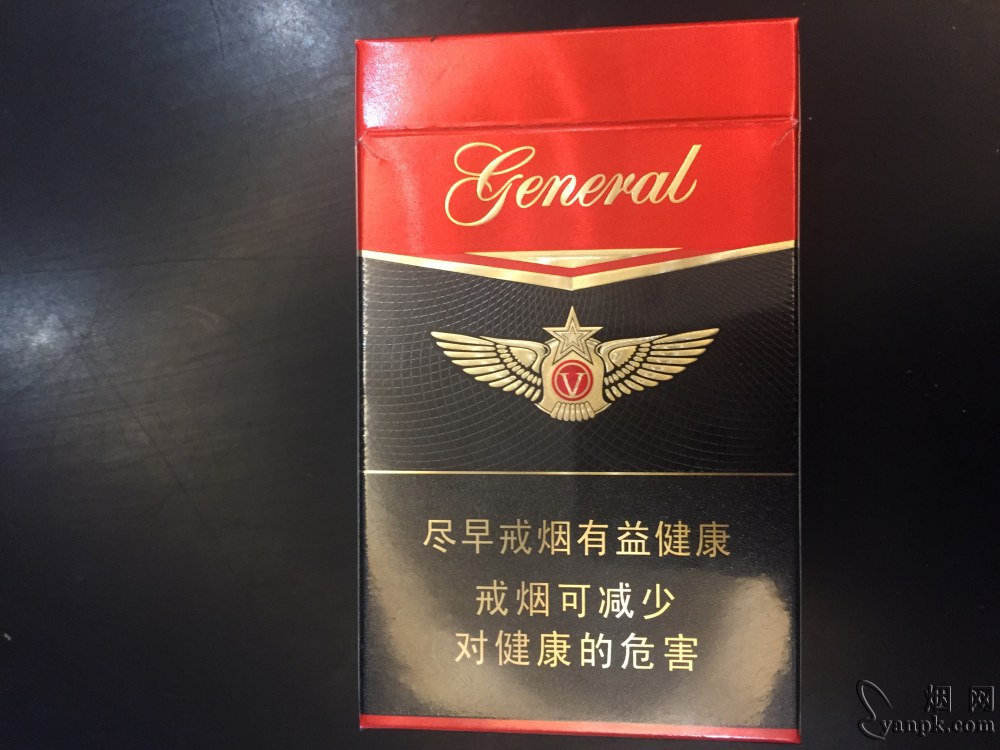 General
V
尽早戒烟有益健康
戒烟可减少
对健康的危害
烟网
yanpk.com